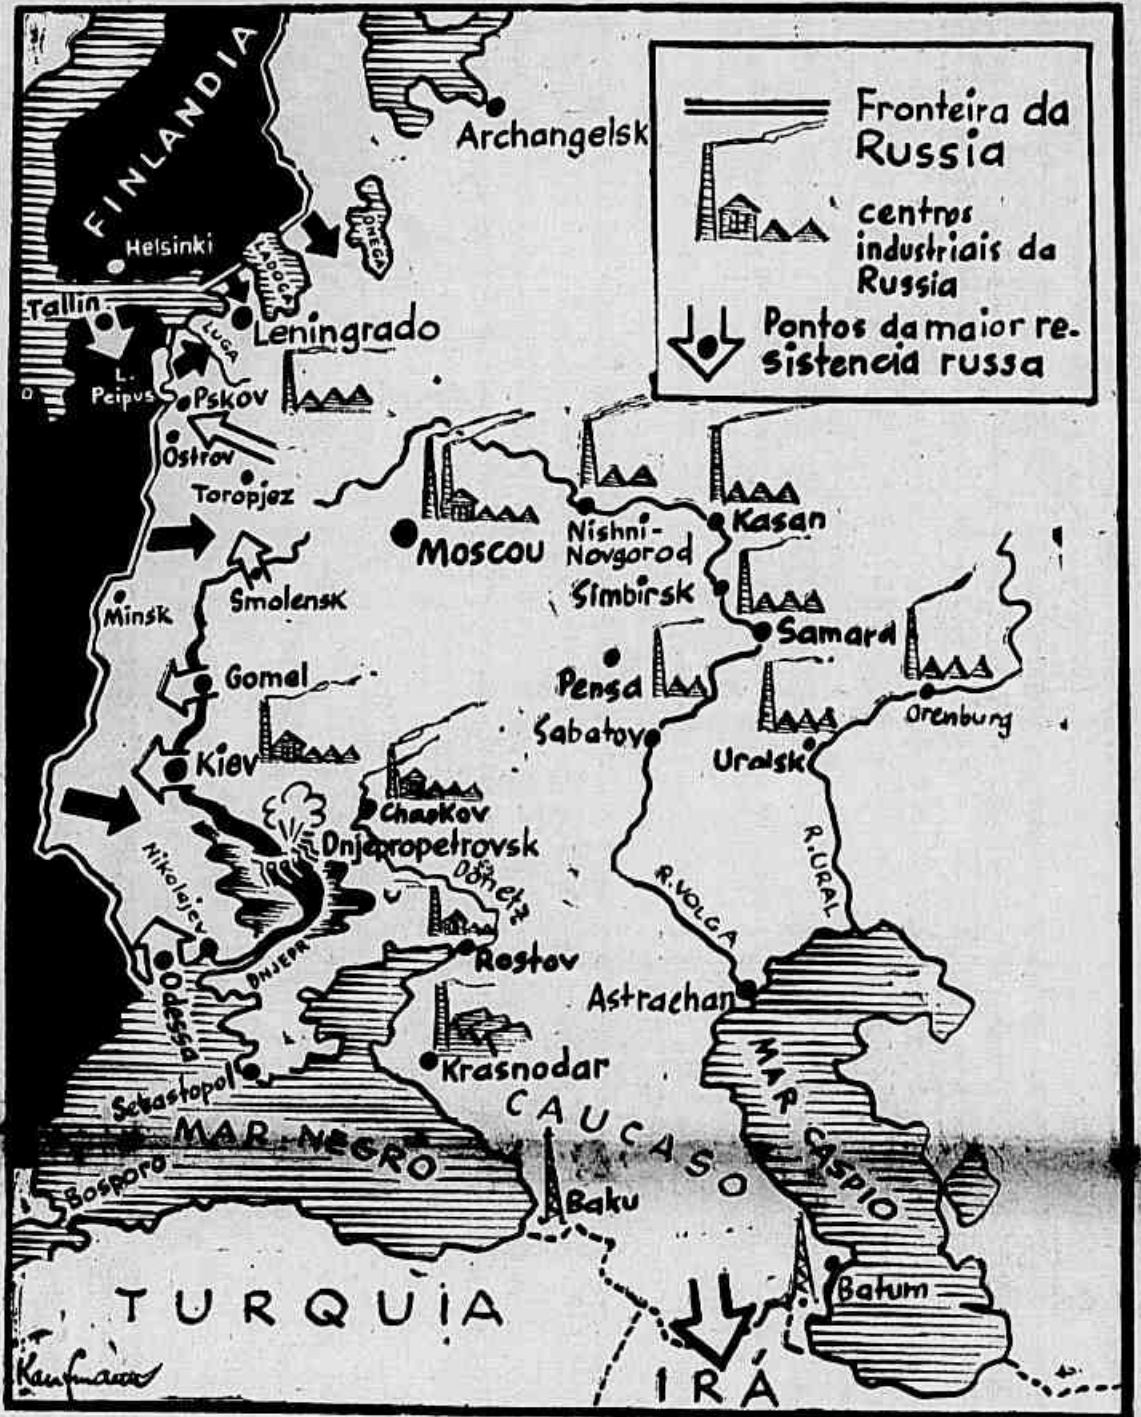 FINLANDIA
Archangelsk
Fronteira da
Russia
centros
industriais da
Russia
Pontos da maior re-
sistencia russa
ONEGA
Helsinki
LADOGA
Tallin
Leningrado
LUGA
L.
Peipus
Pskov
Ostrov
Toropjez
Moscou
Nishni-
Novgorod
Kasan
Simbirsk
Smolensk
Minsk
Samara
Gomel
Pensa
Orenburg
Sabatov
Uralsk
Kiev
Charkov
Dnjepropetrovsk
Donetz
Nikolajev
R. VOLGA
R. URAL
DNJEPR
Rostov
Odessa
Astrachan
Krasnodar
Sebastopol
MAR CASPIO
CAUCASO
MAR NEGRO
Bosporo
Baku
Batum
TURQUIA
IRÁ
Kaufmann